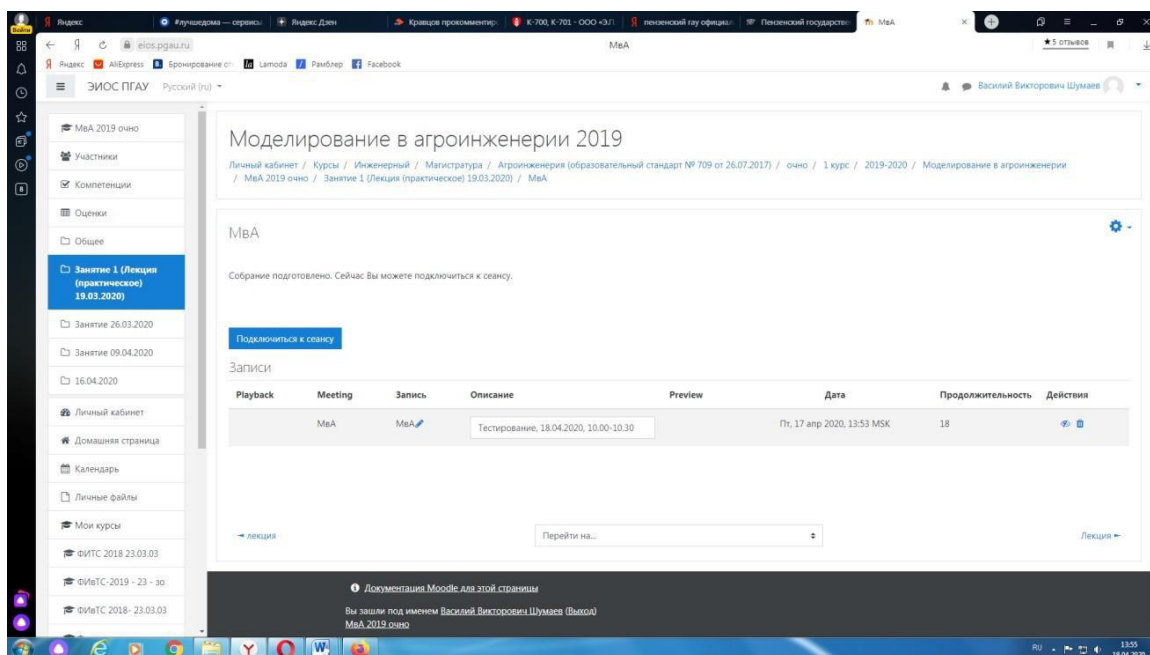 Войти
Яндекс
#лучшедома — сервисы
Яндекс.Дзен
Кравцов прокомментир
К-700, К-701 - ООО «ЗЛ
пензенский гау официал
Пензенский государстве
МвА
eios.pgau.ru
МвА
★5 отзывов
Яндекс AliExpress Бронирование от Lamoda Рамблер Facebook
ЭИОС ПГАУ Русский (ru)
Василий Викторович Шумаев
МвА 2019 очно
Участники
Компетенции
Оценки
Общее
Занятие 1 (Лекция
(практическое)
19.03.2020)
Занятие 26.03.2020
Занятие 09.04.2020
16.04.2020
Личный кабинет
Домашняя страница
Календарь
Личные файлы
Мои курсы
ФИТС 2018 23.03.03
ФИвТС-2019 - 23 - зо
ФИвТС 2018- 23.03.03
Моделирование в агроинженерии 2019
Личный кабинет / Курсы / Инженерный / Магистратура / Агроинженерия (образовательный стандарт № 709 от 26.07.2017) / очно / 1 курс / 2019-2020 / Моделирование в агроинженерии
/ МвА 2019 очно / Занятие 1 (Лекция (практическое) 19.03.2020) / МвА
МвА
Собрание подготовлено. Сейчас Вы можете подключиться к сеансу.
Подключиться к сеансу
Записи
Playback Meeting Запись Описание Preview Дата Продолжительность Действия
МвА МвА Тестирование, 18.04.2020, 10.00-10.30 Пт, 17 апр 2020, 13:53 MSK 18
◄ лекция
Перейти на...
Лекция ►
Документация Moodle для этой страницы
Вы зашли под именем Василий Викторович Шумаев (Выход)
МвА 2019 очно
RU
13:55
18.04.2020